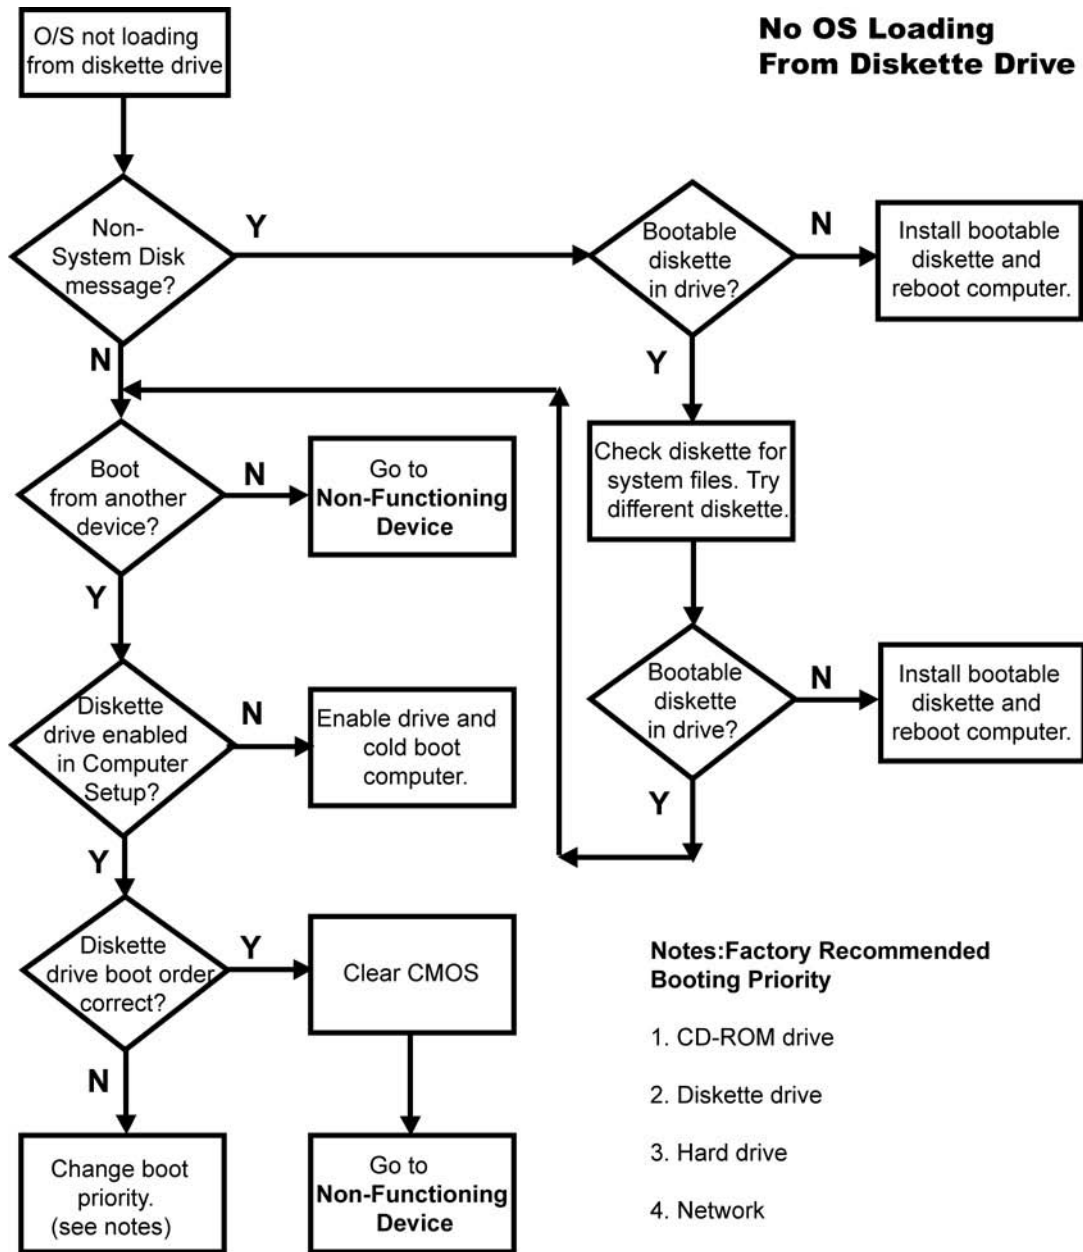 No OS Loading
From Diskette Drive
O/S not loading
from diskette drive
Non-
System Disk
message?
Y
N
Bootable
diskette
in drive?
N
Y
Install bootable
diskette and
reboot computer.
Check diskette for
system files. Try
different diskette.
Bootable
diskette
in drive?
N
Y
Install bootable
diskette and
reboot computer.
Boot
from another
device?
N
Y
Go to
Non-Functioning
Device
Diskette
drive enabled
in Computer
Setup?
N
Y
Enable drive and
cold boot
computer.
Diskette
drive boot order
correct?
Y
N
Clear CMOS
Change boot
priority.
(see notes)
Go to
Non-Functioning
Device
Notes:Factory Recommended
Booting Priority
1. CD-ROM drive
2. Diskette drive
3. Hard drive
4. Network